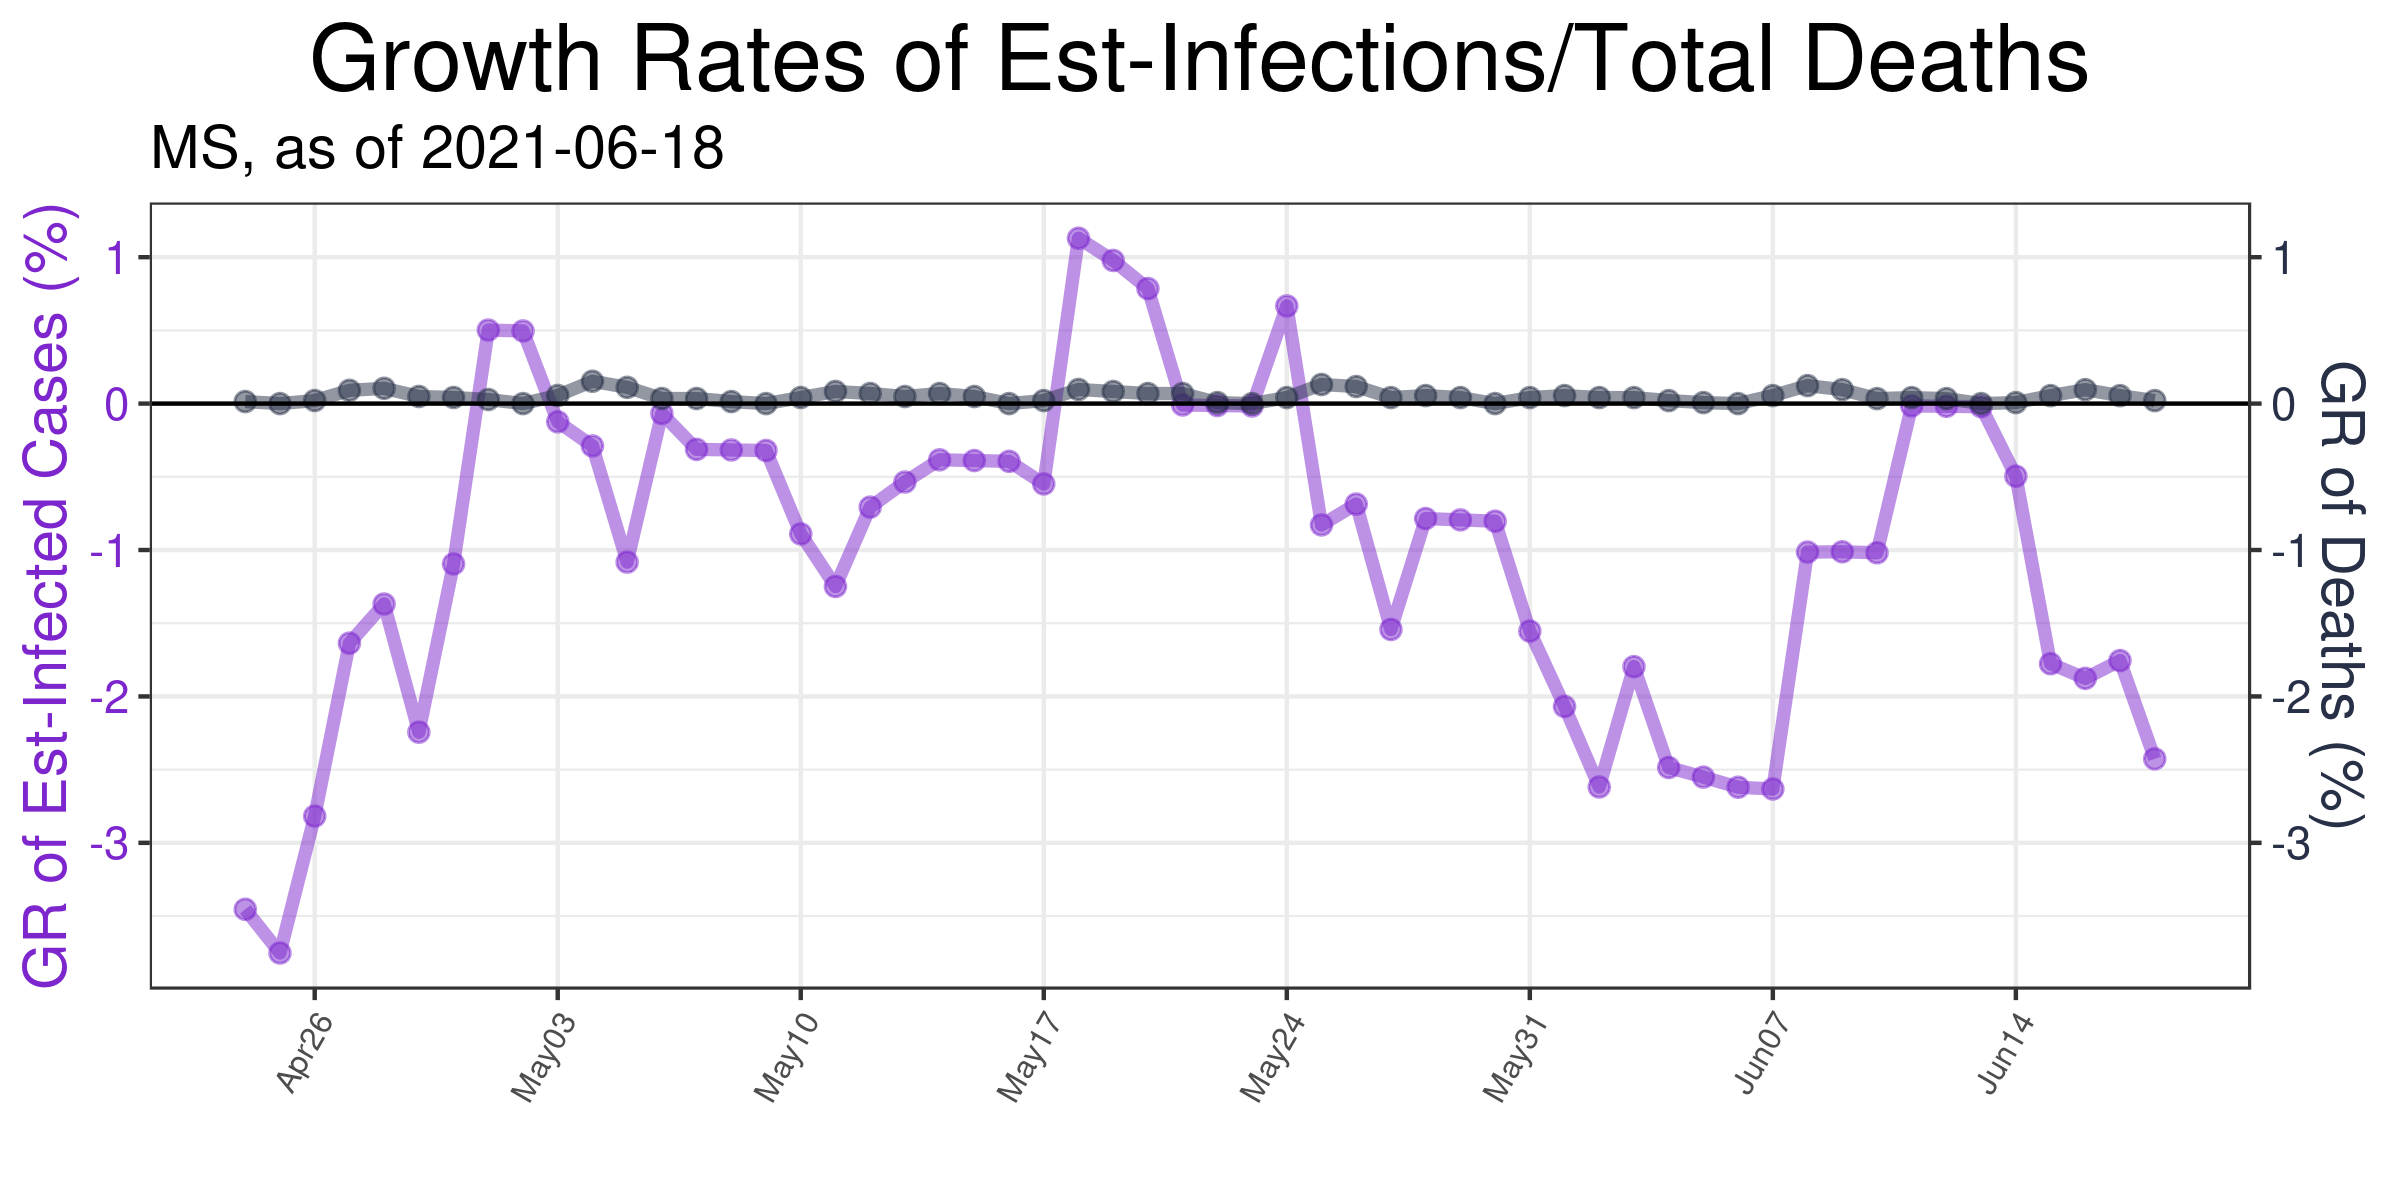 Growth Rates of Est-Infections/Total Deaths
MS, as of 2021-06-18
GR of Est-Infected Cases (%)
1
0
-1
-2
-3
1
0
-1
-2
-3
GR of Deaths (%)
Apr26
May03
May10
May17
May24
May31
Jun07
Jun14